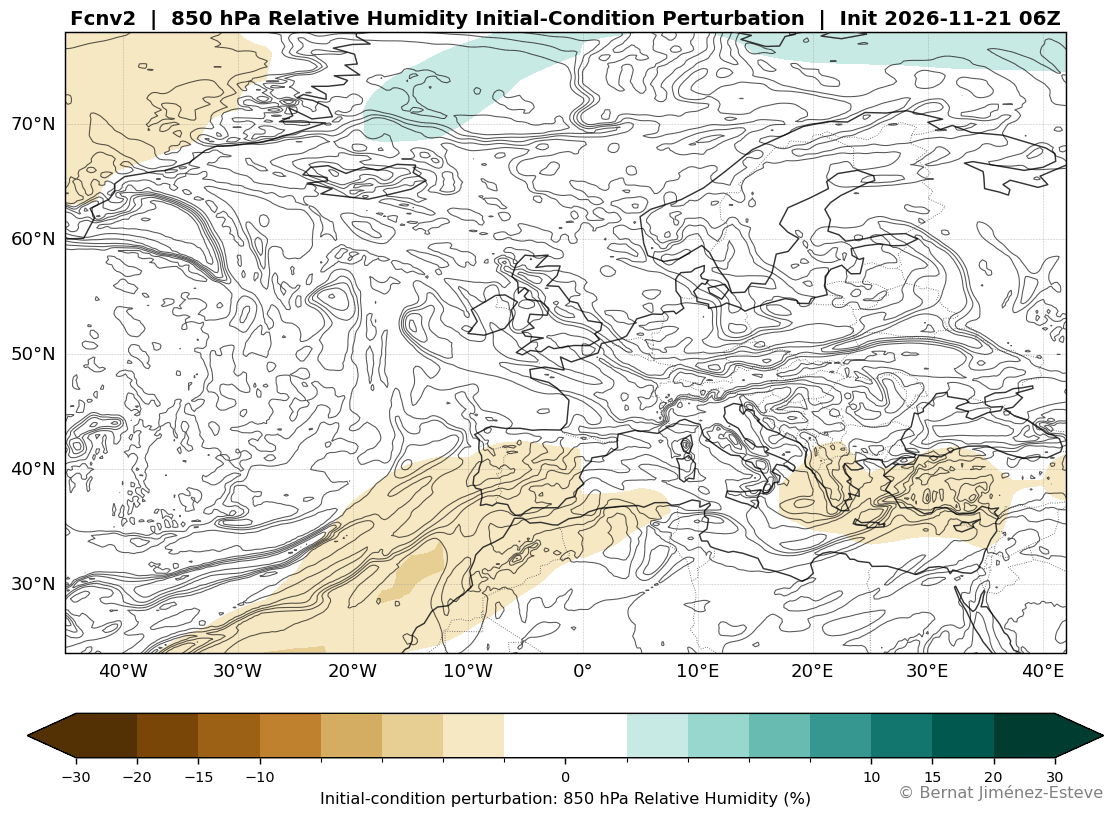 Fcnv2  |  850 hPa Relative Humidity Initial-Condition Perturbation  |  Init 2026-11-21 06Z
70°N
60°N
50°N
40°N
30°N
40°W 30°W 20°W 10°W 0° 10°E 20°E 30°E 40°E
−30 −20 −15 −10 0 10 15 20 30
Initial-condition perturbation: 850 hPa Relative Humidity (%)
© Bernat Jiménez-Esteve